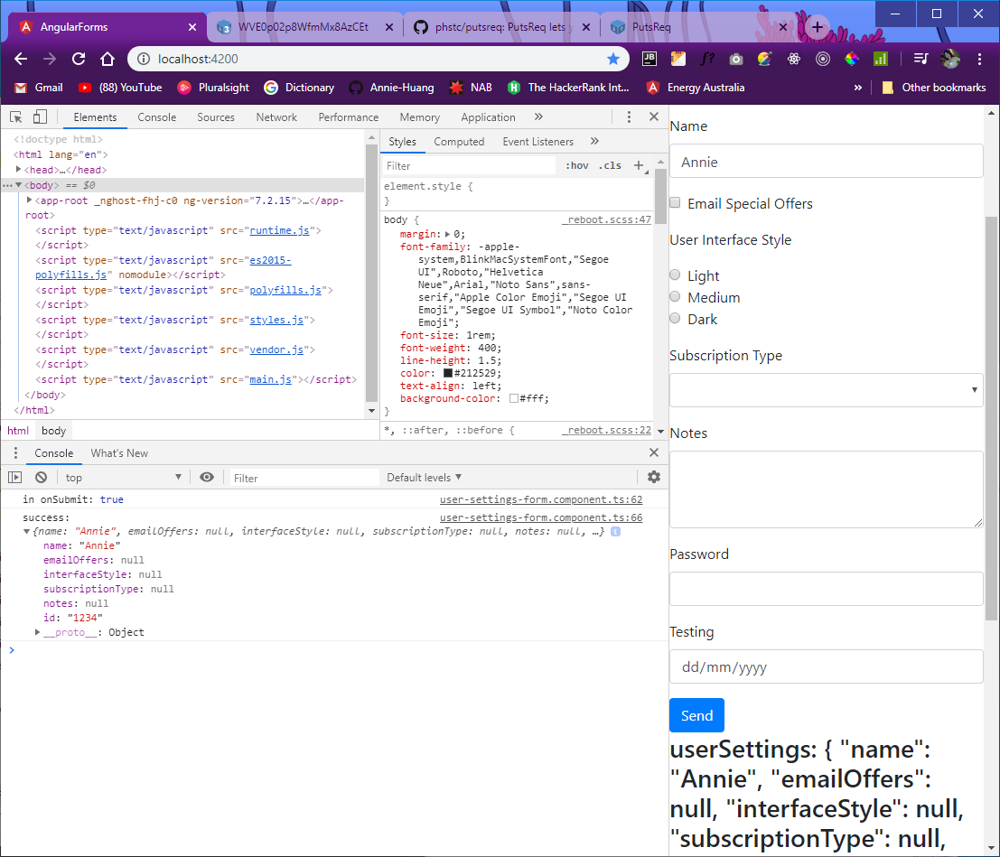 AngularForms
WVE0p02p8WfmMx8AzCEt
phstc/putsreq: PutsReq lets
PutsReq
localhost:4200
Gmail
(88) YouTube
Pluralsight
Dictionary
Annie-Huang
NAB
The HackerRank Int...
Energy Australia
»
Other bookmarks
Elements Console Sources Network Performance Memory Application »
<!doctype html>
<html lang="en">
<head>…</head>
<body> == $0
<app-root _nghost-fhj-c0 ng-version="7.2.15">…</app-
root>
<script type="text/javascript" src="runtime.js">
</script>
<script type="text/javascript" src="es2015-
polyfills.js" nomodule></script>
<script type="text/javascript" src="polyfills.js">
</script>
<script type="text/javascript" src="styles.js">
</script>
<script type="text/javascript" src="vendor.js">
</script>
<script type="text/javascript" src="main.js"></script>
</body>
</html>
html body
Styles Computed Event Listeners »
Filter :hov .cls +
element.style {
}
body { _reboot.scss:47
margin: 0;
font-family: -apple-
system,BlinkMacSystemFont,"Segoe
UI",Roboto,"Helvetica
Neue",Arial,"Noto Sans",sans-
serif,"Apple Color Emoji","Segoe UI
Emoji","Segoe UI Symbol","Noto Color
Emoji";
font-size: 1rem;
font-weight: 400;
line-height: 1.5;
color: #212529;
text-align: left;
background-color: #fff;
}
*, ::after, ::before { _reboot.scss:22
Console What's New
top Filter Default levels
in onSubmit: true user-settings-form.component.ts:62
success: user-settings-form.component.ts:66
{name: "Annie", emailOffers: null, interfaceStyle: null, subscriptionType: null, notes: null, …}
name: "Annie"
emailOffers: null
interfaceStyle: null
subscriptionType: null
notes: null
id: "1234"
__proto__: Object
Name
Annie
Email Special Offers
User Interface Style
Light
Medium
Dark
Subscription Type
Notes
Password
Testing
dd/mm/yyyy
Send
userSettings: { "name":
"Annie", "emailOffers":
null, "interfaceStyle": null,
"subscriptionType": null,